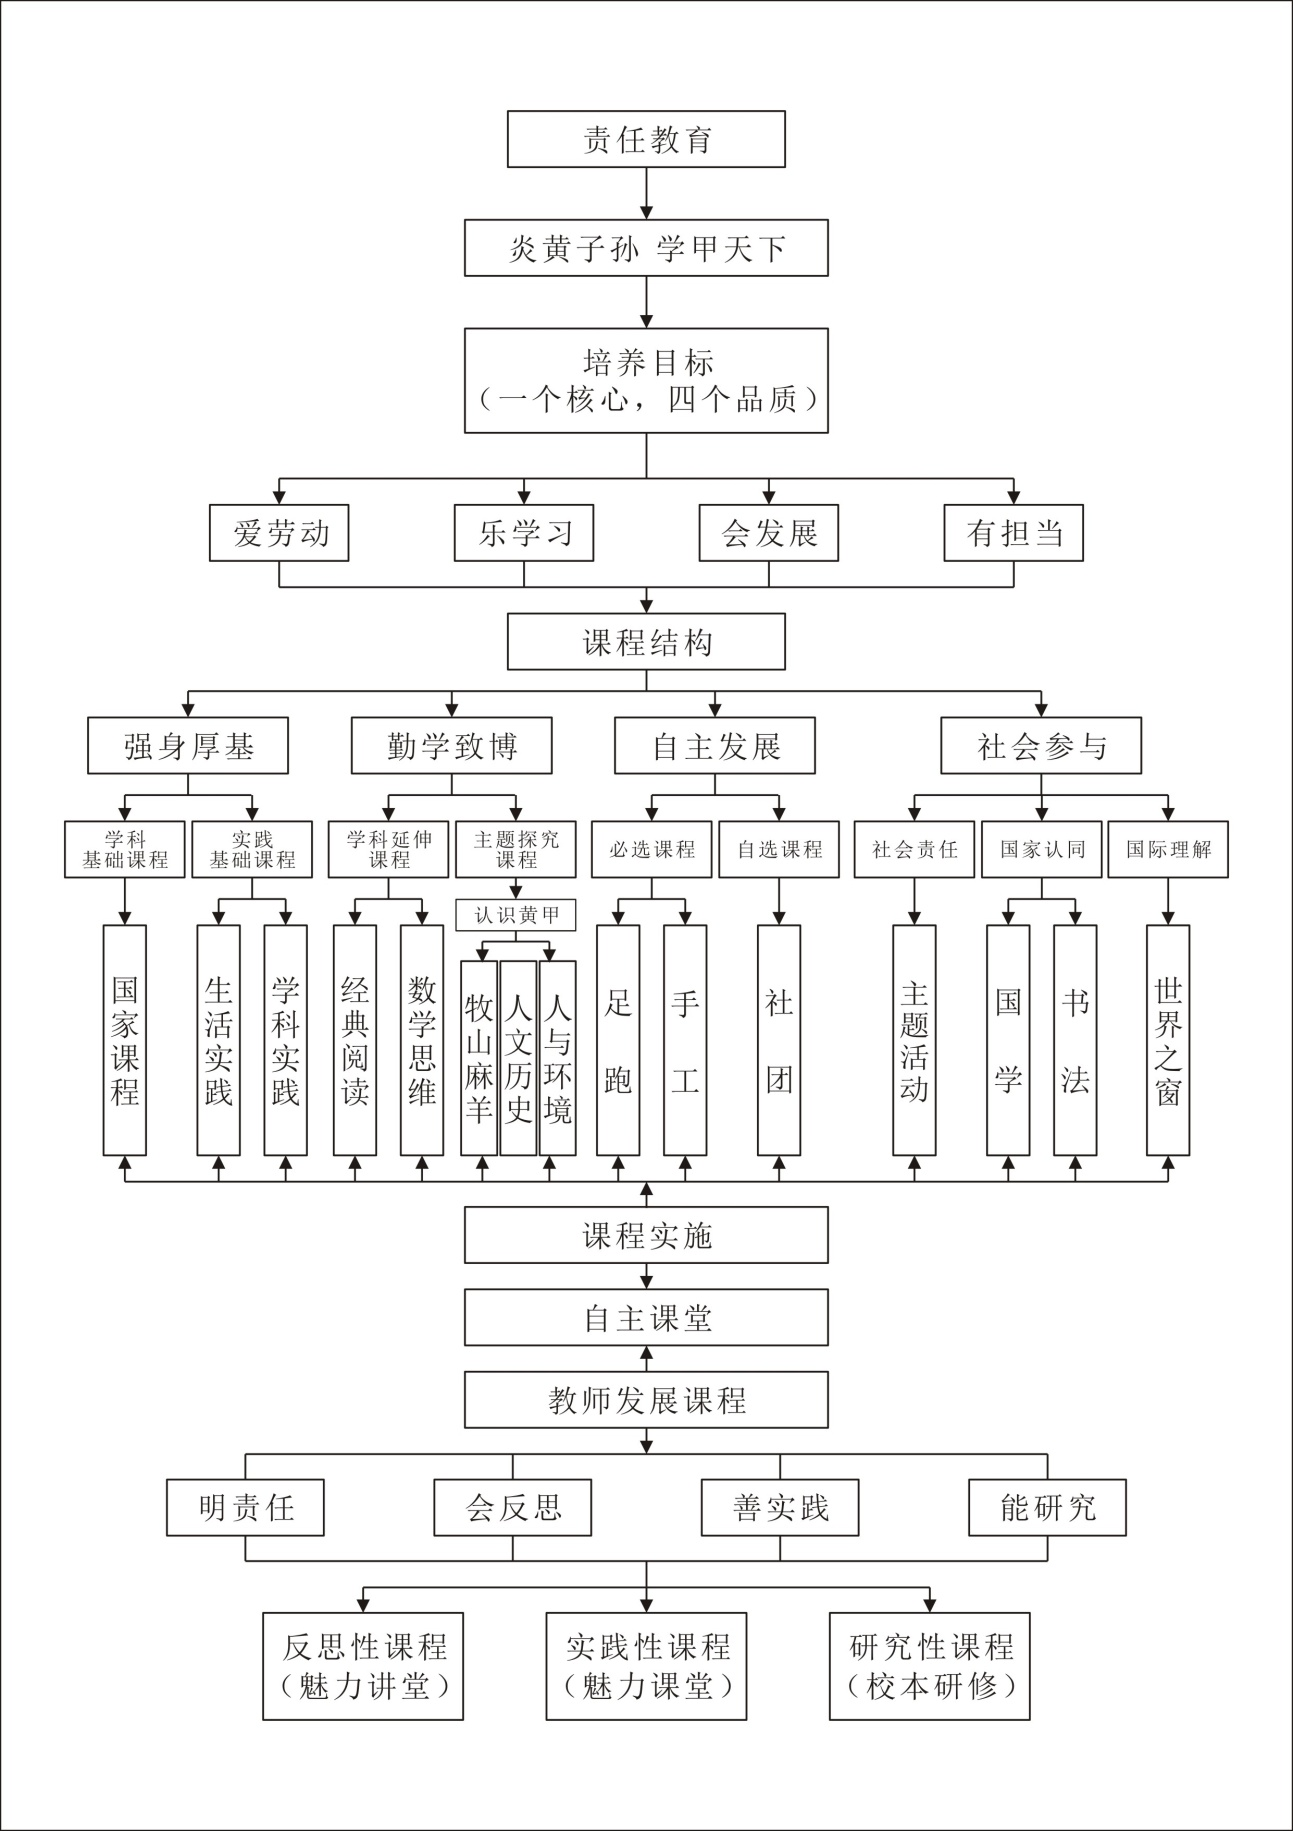 责任教育
炎黄子孙 学甲天下
培养目标
（一个核心，四个品质）
爱劳动
乐学习
会发展
有担当
课程结构
强身厚基
勤学致博
自主发展
社会参与
学科
基础课程
实践
基础课程
学科延伸
课程
主题探究
课程
必选课程
自选课程
社会责任
国家认同
国际理解
认识黄甲
国家课程
生活实践
学科实践
经典阅读
数学思维
牧山麻羊
人文历史
人与环境
足跑
手工
社团
主题活动
国学
书法
世界之窗
课程实施
自主课堂
教师发展课程
明责任
会反思
善实践
能研究
反思性课程
（魅力讲堂）
实践性课程
（魅力课堂）
研究性课程
（校本研修）